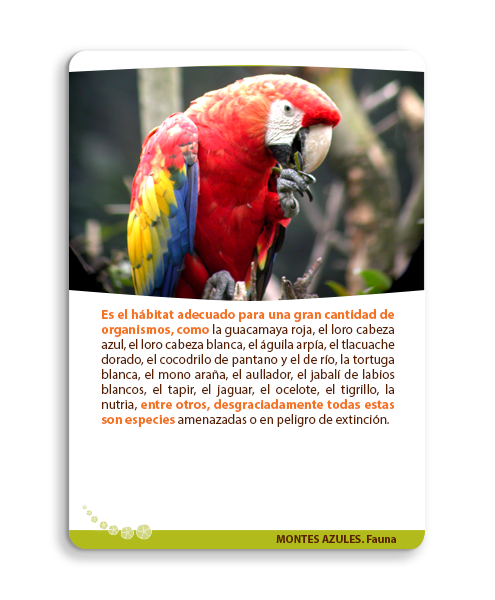 Es el hábitat adecuado para una gran cantidad de
organismos, como la guacamaya roja, el loro cabeza
azul, el loro cabeza blanca, el águila arpía, el tlacuache
dorado, el cocodrilo de pantano y el de río, la tortuga
blanca, el mono araña, el aullador, el jabalí de labios
blancos, el tapir, el jaguar, el ocelote, el tigrillo, la
nutria, entre otros, desgraciadamente todas estas
son especies amenazadas o en peligro de extinción.
MONTES AZULES. Fauna